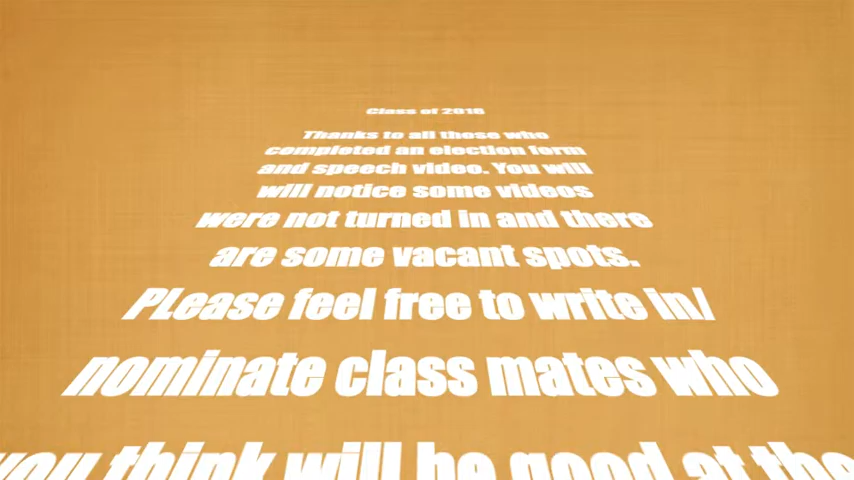 Class of 2018
Thanks to all those who
completed an election form
and speech video. You will
will notice some videos
were not turned in and there
are some vacant spots.
PLease feel free to write in/
nominate class mates who
you think will be good at the